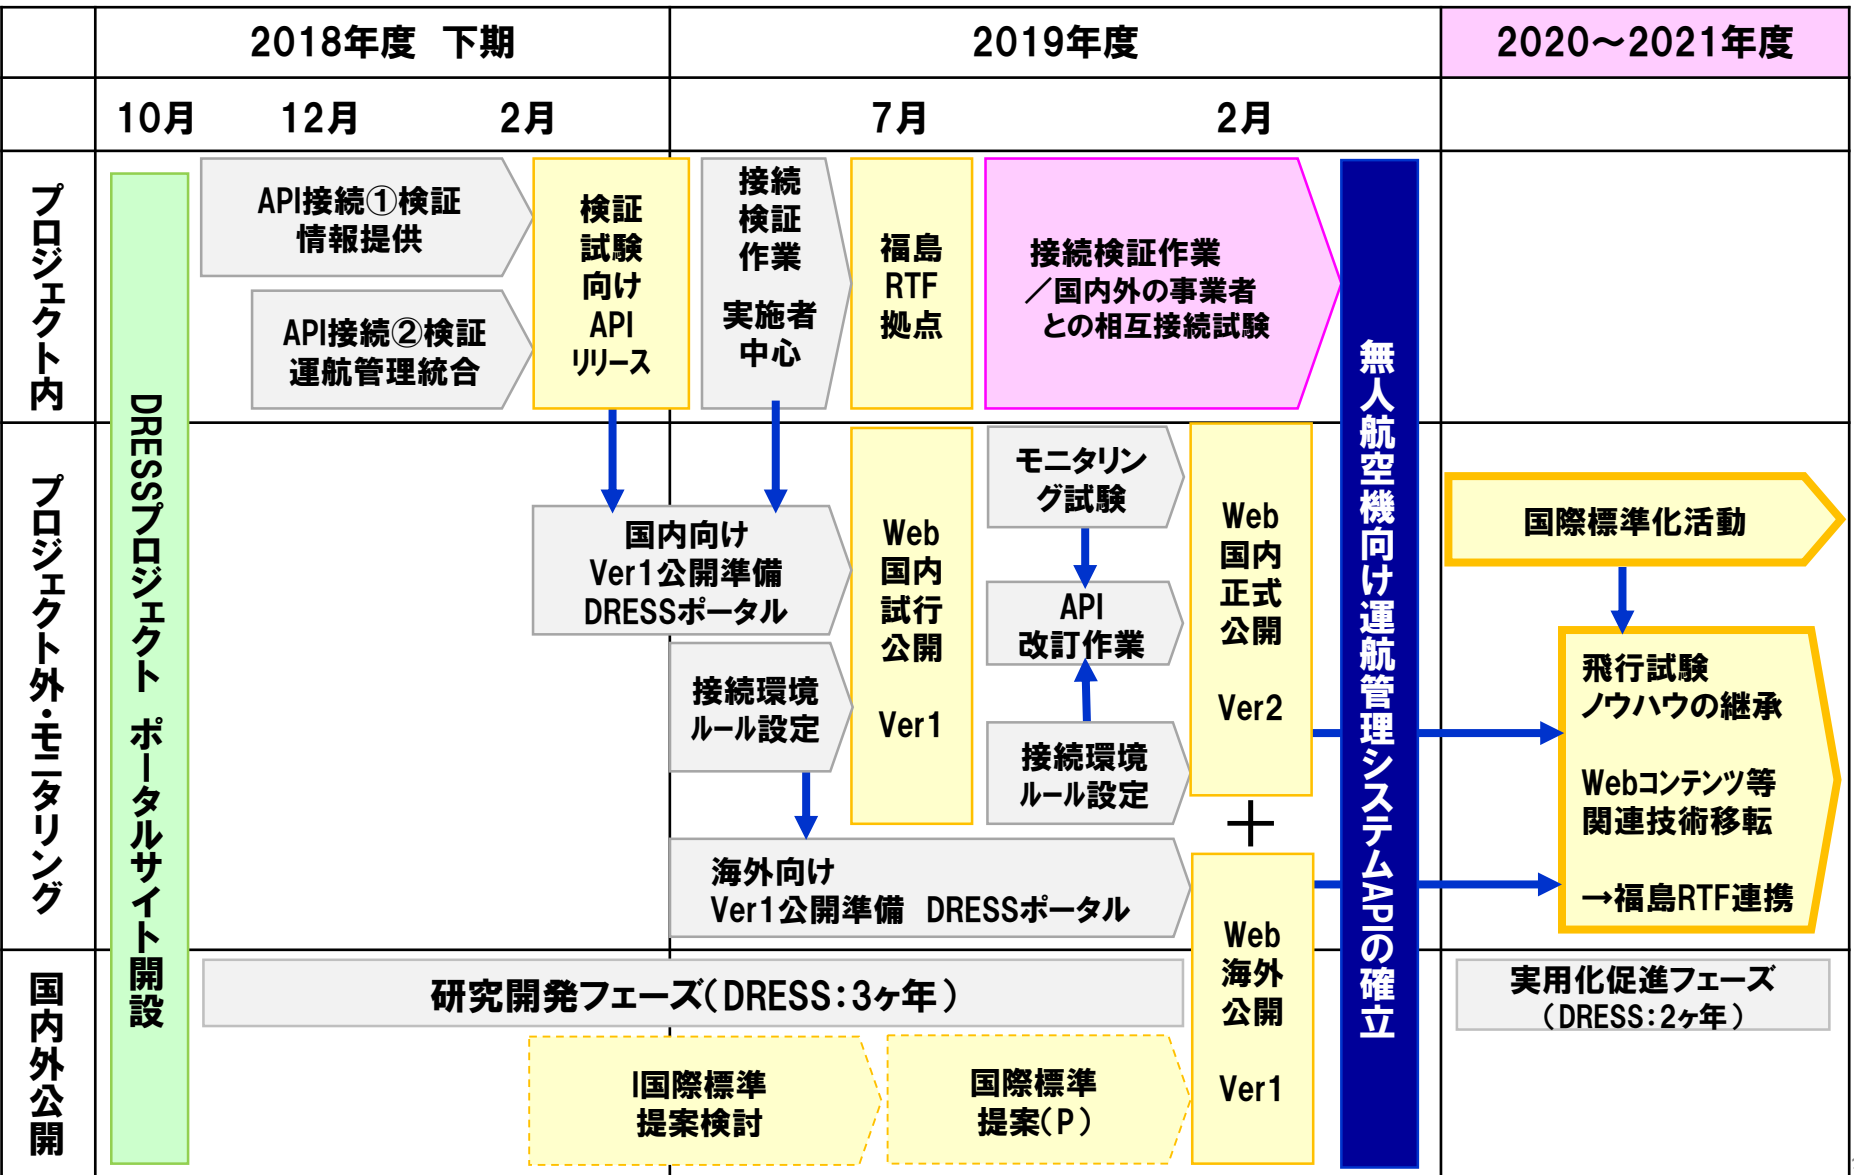 2018年度 下期
2019年度
2020～2021年度
10月
12月
2月
7月
2月
プロジェクト内
API接続①検証
情報提供
API接続②検証
運航管理統合
検証
試験
向け
API
リリース
接続
検証
作業
実施者
中心
福島
RTF
拠点
接続検証作業
／国内外の事業者
との相互接続試験
DRESSプロジェクト ポータルサイト開設
無人航空機向け運航管理システムAPIの確立
プロジェクト外・モニタリング
国内向け
Ver1公開準備
DRESSポータル
接続環境
ルール設定
Web
国内
試行
公開
Ver1
モニタリン
グ試験
API
改訂作業
接続環境
ルール設定
Web
国内
正式
公開
Ver2
＋
海外向け
Ver1公開準備 DRESSポータル
国際標準化活動
飛行試験
ノウハウの継承
Webコンテンツ等
関連技術移転
→福島RTF連携
国内外公開
研究開発フェーズ（DRESS：3ヶ年）
I国際標準
提案検討
国際標準
提案（P）
Web
海外
公開
Ver1
実用化促進フェーズ
（DRESS：2ヶ年）